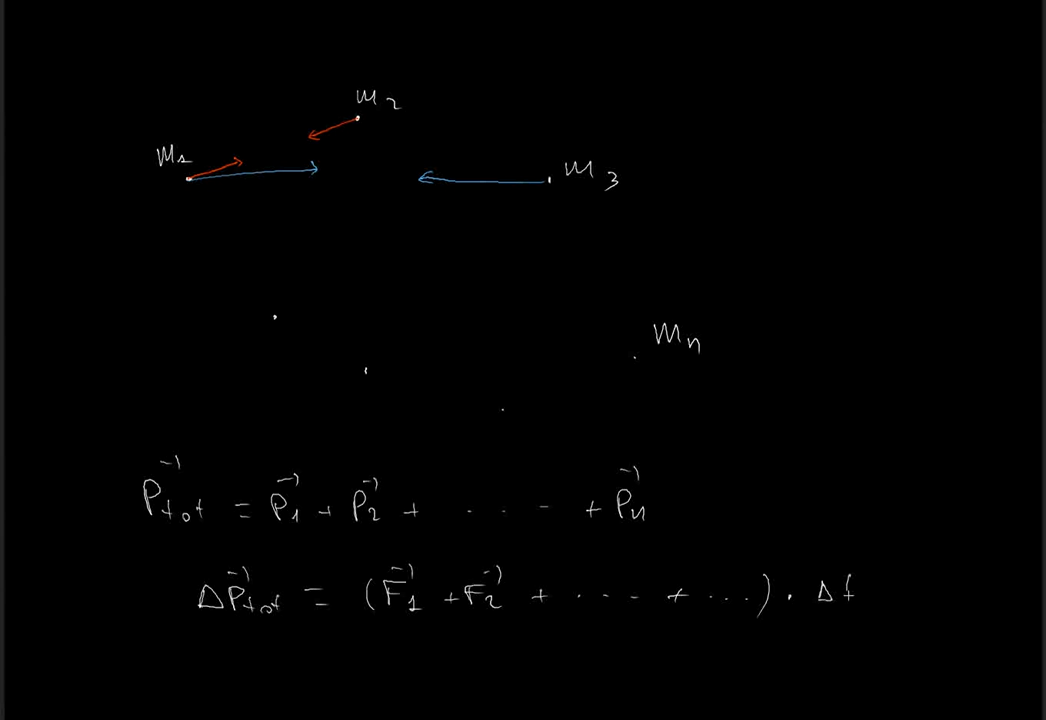 m₂
m₁
m₃
mₙ
P⃗tot = P⃗₁ + P⃗₂ + . . . + P⃗ₙ
ΔP⃗tot = (F⃗₁ + F⃗₂ + . . . . + ...) . Δt